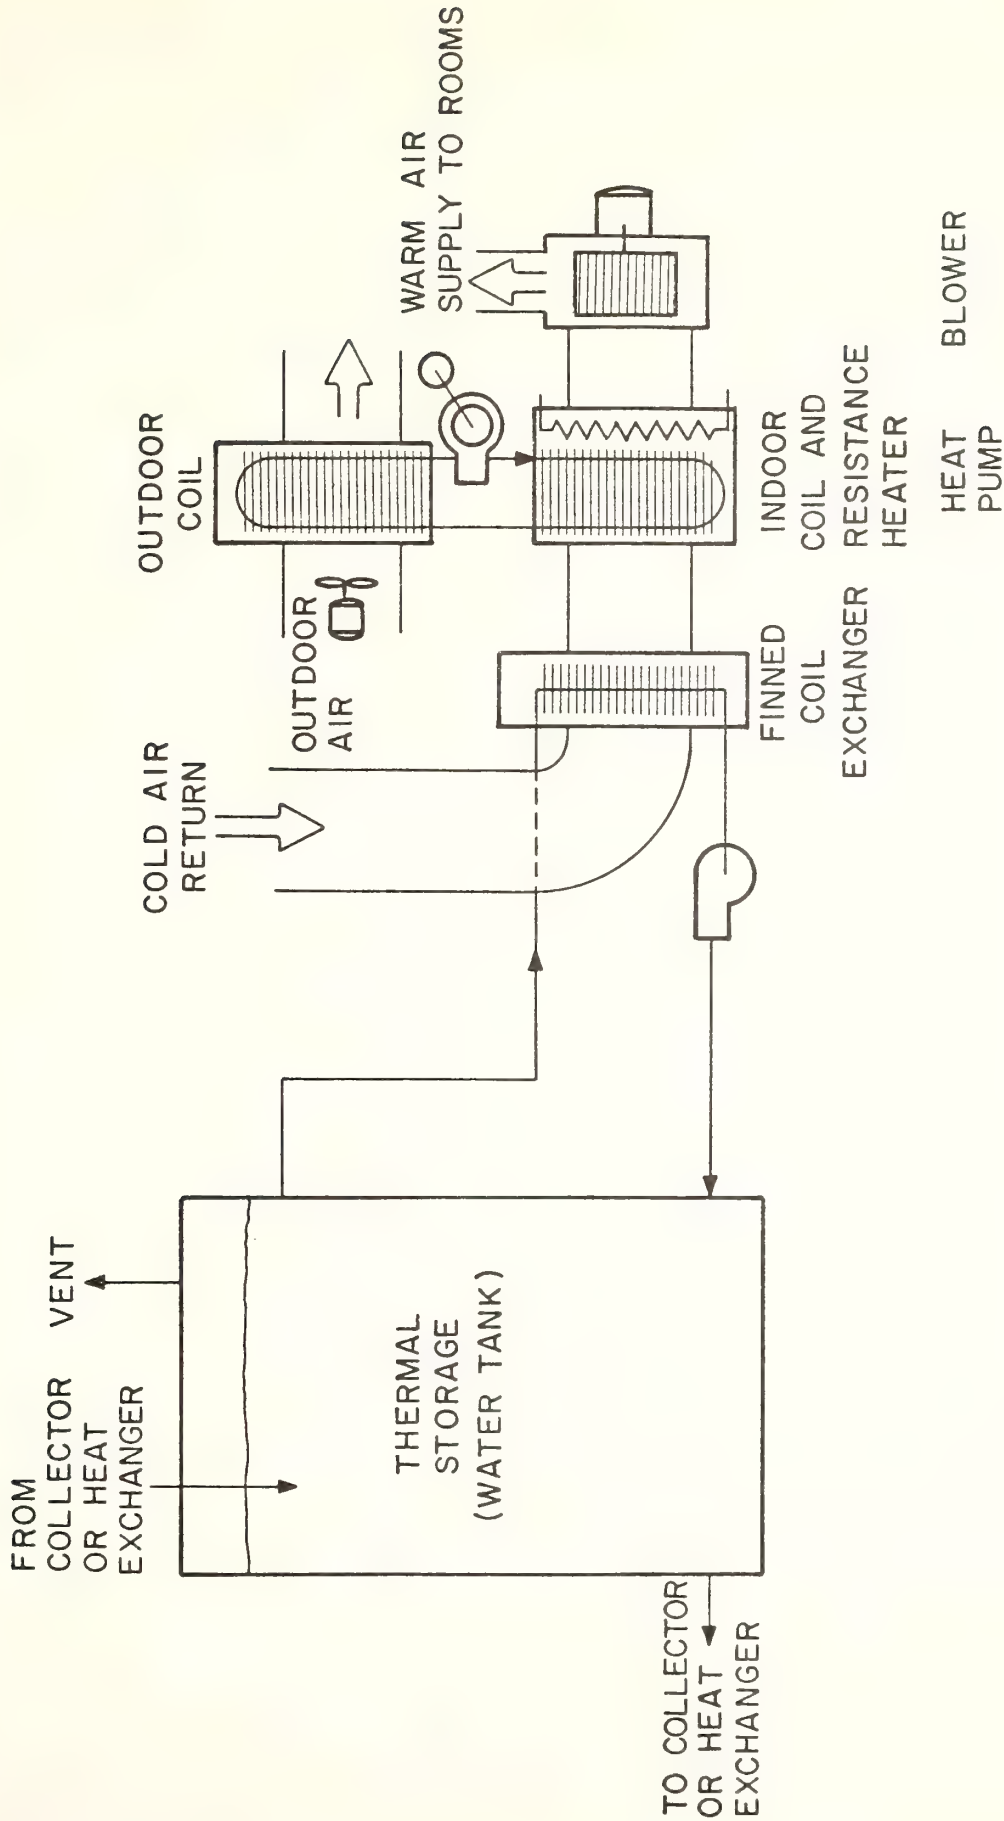 FROM
COLLECTOR
OR HEAT
EXCHANGER
VENT
THERMAL
STORAGE
(WATER TANK)
TO COLLECTOR
OR HEAT
EXCHANGER
COLD AIR
RETURN
OUTDOOR
AIR
OUTDOOR
COIL
WARM AIR
SUPPLY TO ROOMS
FINNED
COIL
EXCHANGER
INDOOR
COIL AND
RESISTANCE
HEATER
HEAT
PUMP
BLOWER